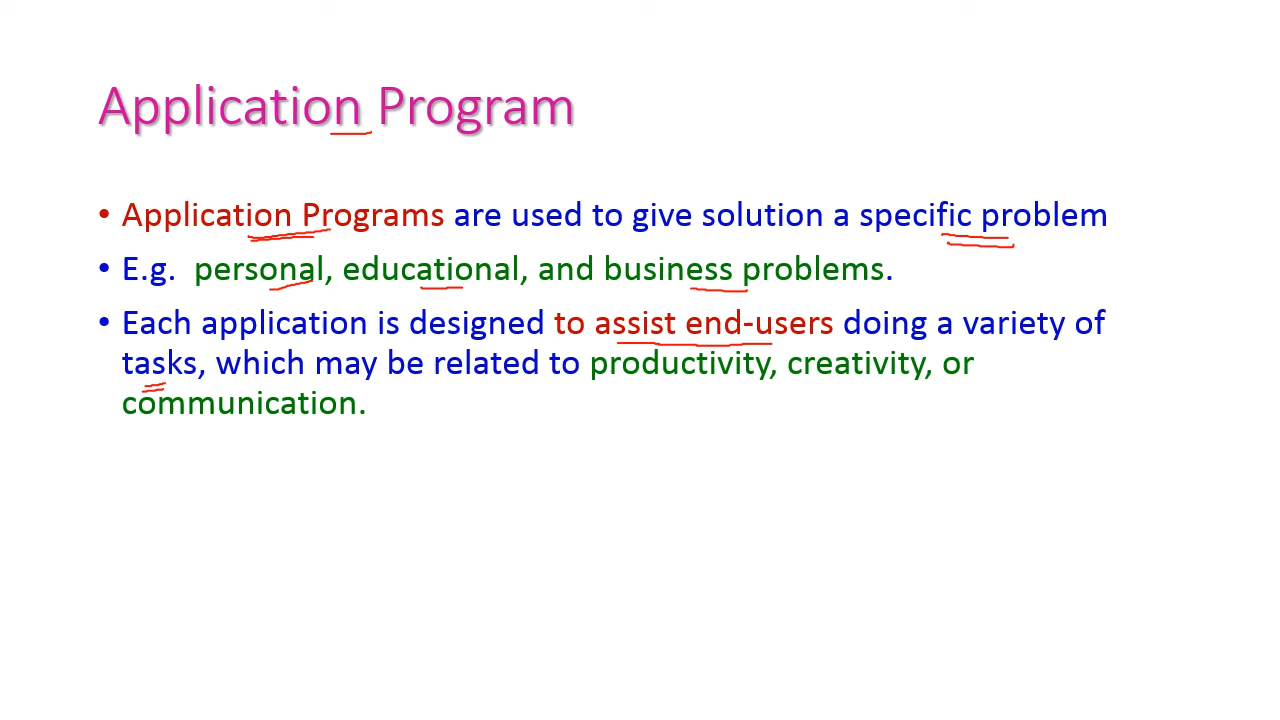 Application Program
• Application Programs are used to give solution a specific problem
• E.g. personal, educational, and business problems.
• Each application is designed to assist end-users doing a variety of
tasks, which may be related to productivity, creativity, or
communication.